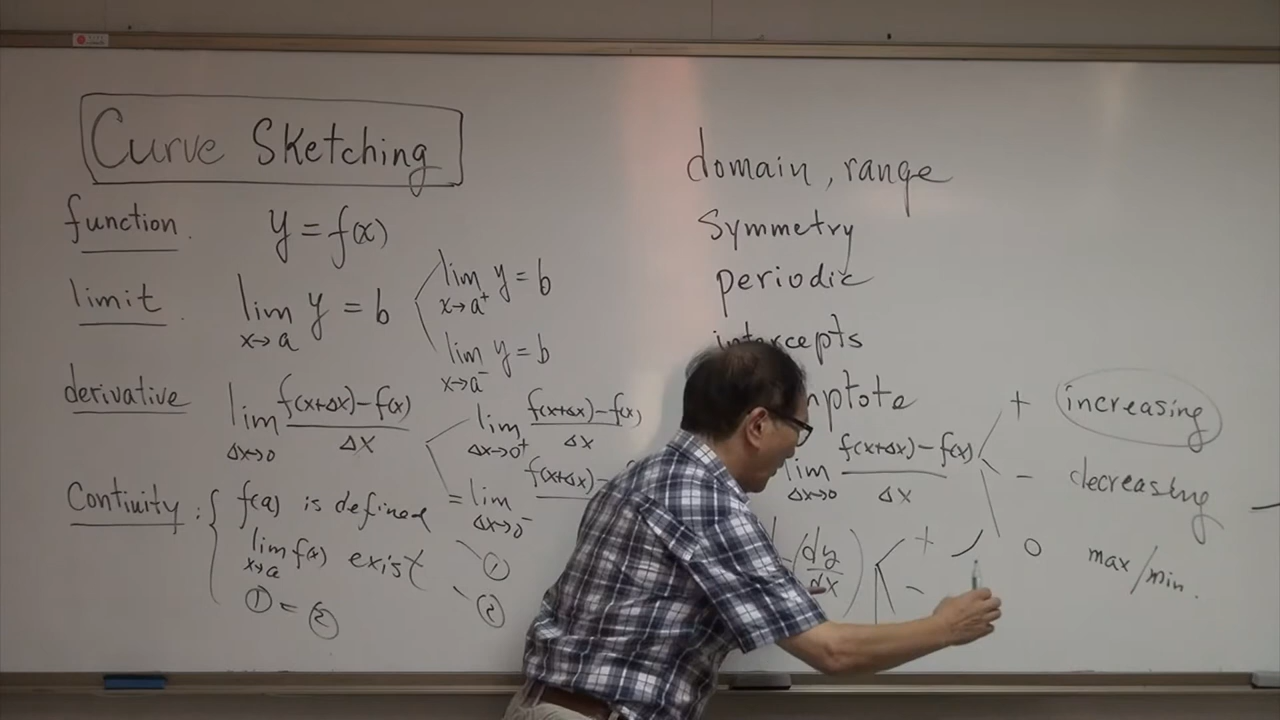 Curve Sketching
function. y = f(x)
limit. lim x→a y = b
lim x→a⁺ y = b
lim x→a⁻ y = b
derivative lim Δx→0 f(x+Δx)-f(x) / Δx
lim Δx→0⁺ f(x+Δx)-f(x) / Δx
= lim Δx→0⁻ f(x+Δx)-
Contiuity : { f(a) is defined
lim x→a f(x) exist
① = ②
①
②
domain, range
Symmetry
periodic
intercepts
lim Δx→0 f(x+Δx)-f(x) / Δx
+ increasing
- decreasing
0 max/min.
(dy/dx)
+
-